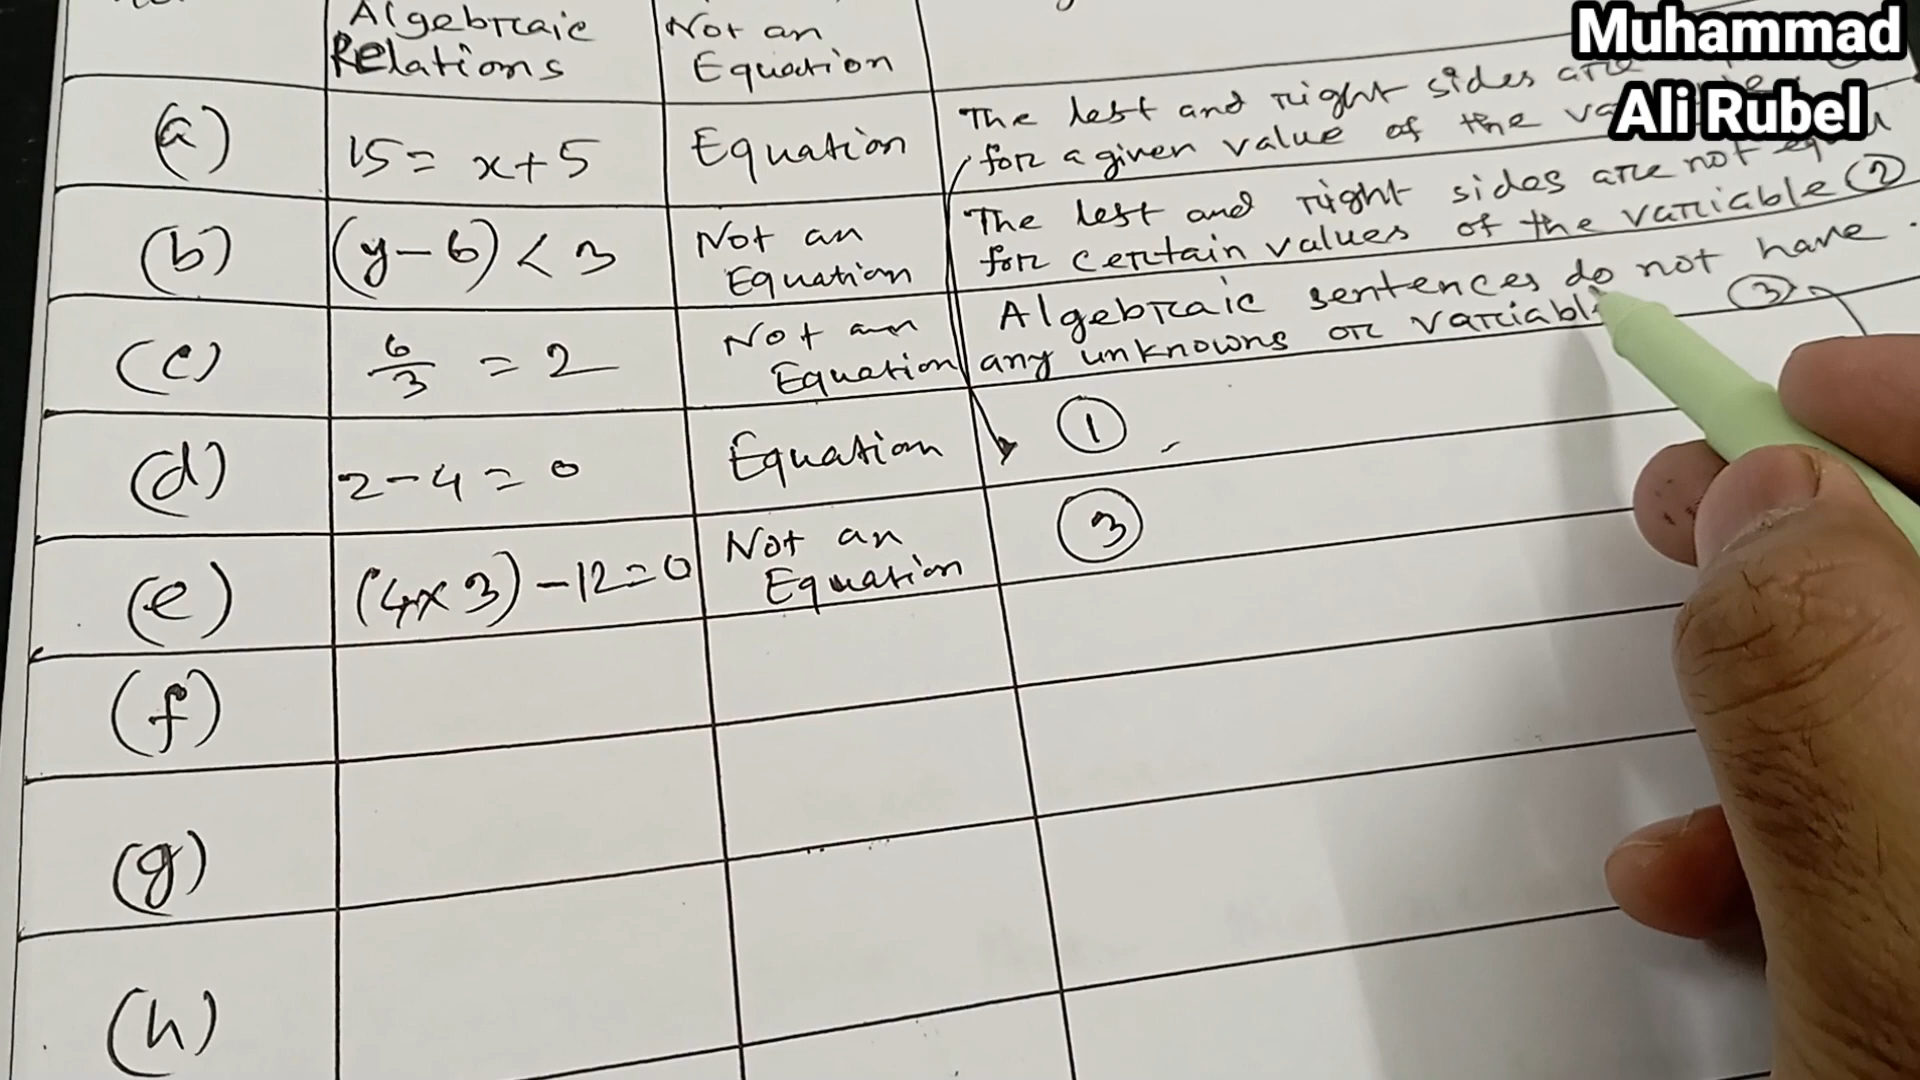 Muhammad
Ali Rubel
Algebraic
Relations
Not an
Equation
(a)
15 = x + 5
Equation
The left and right sides are
for a given value of the
(b)
(y - 6) < 3
Not an
Equation
The left and right sides are not
for certain values of the variable (2)
(c)
6/3 = 2
Not an
Equation
Algebraic sentences do not have
any unknowns or variabl (3)
(d)
2 - 4 = 0
Equation
(1)
(e)
(4 x 3) - 12 = 0
Not an
Equation
(3)
(f)
(g)
(h)